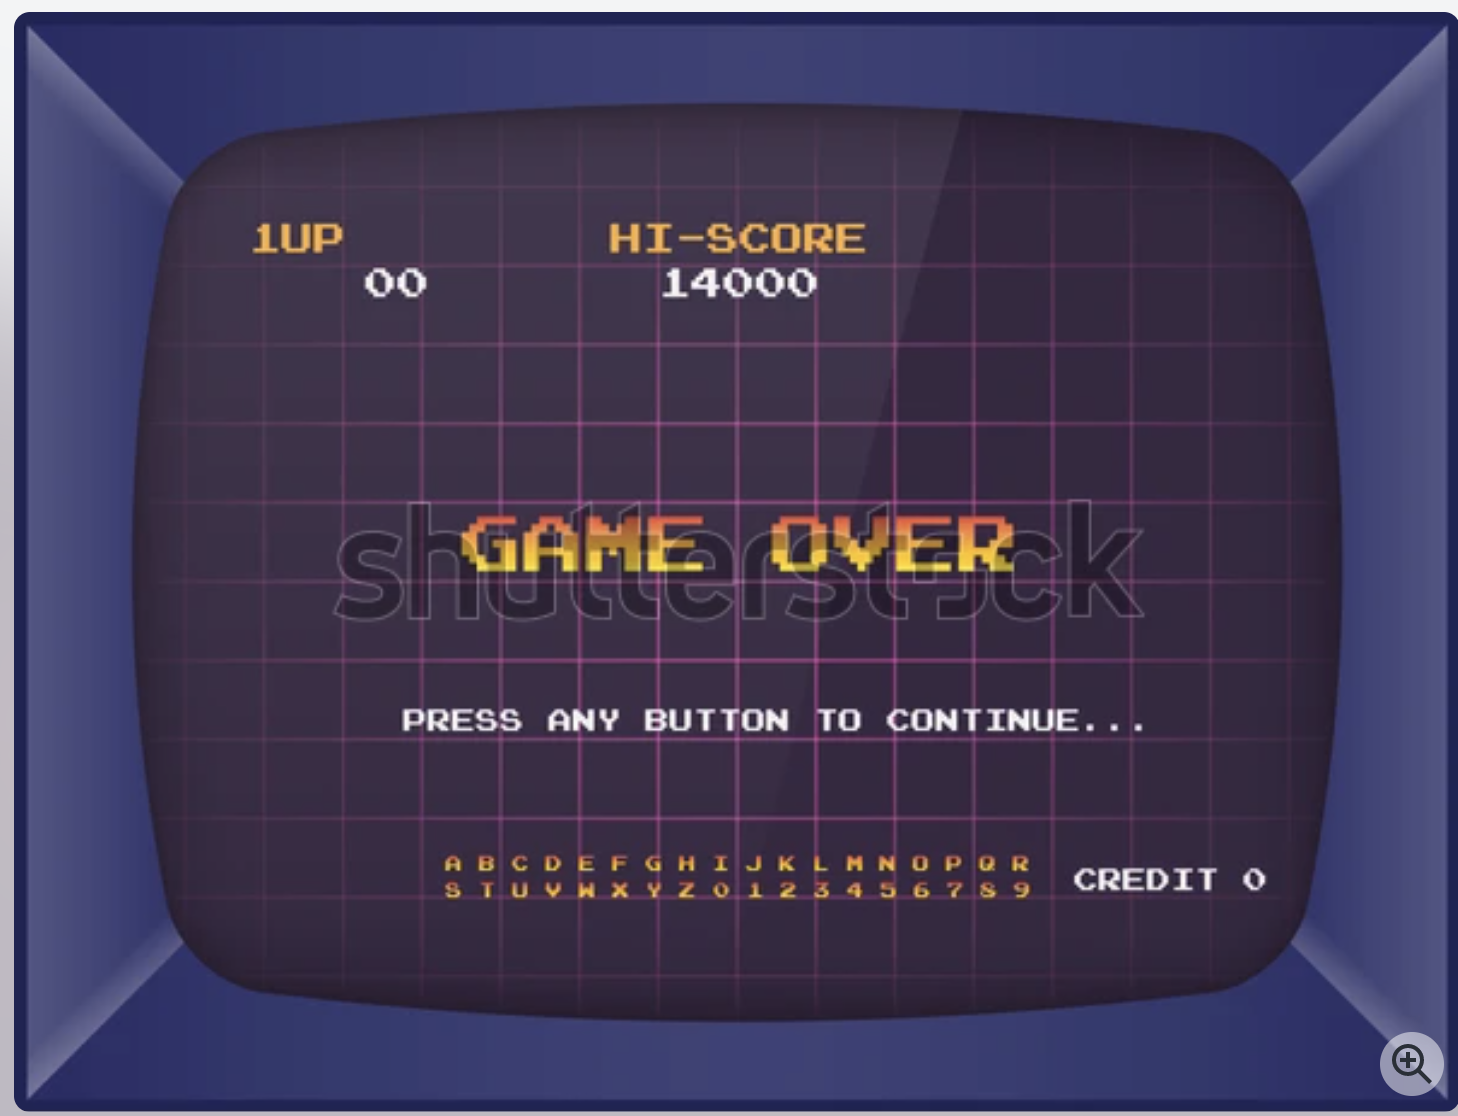 1UP HI-SCORE
00 14000
GAME OVER
shutterstock
PRESS ANY BUTTON TO CONTINUE...
A B C D E F G H I J K L M N O P Q R
S T U V W X Y Z 0 1 2 3 4 5 6 7 8 9
CREDIT 0